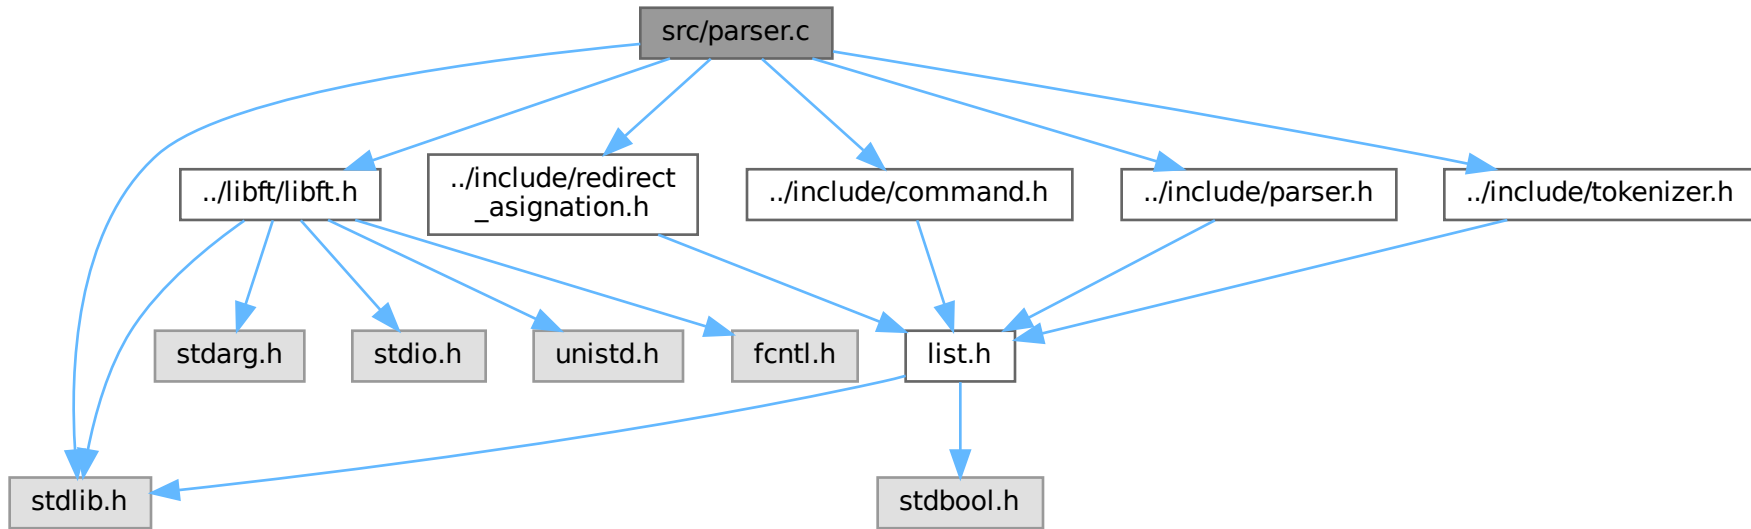 src/parser.c
../libft/libft.h
../include/redirect
_asignation.h
../include/command.h
../include/parser.h
../include/tokenizer.h
stdarg.h
stdio.h
unistd.h
fcntl.h
list.h
stdlib.h
stdbool.h